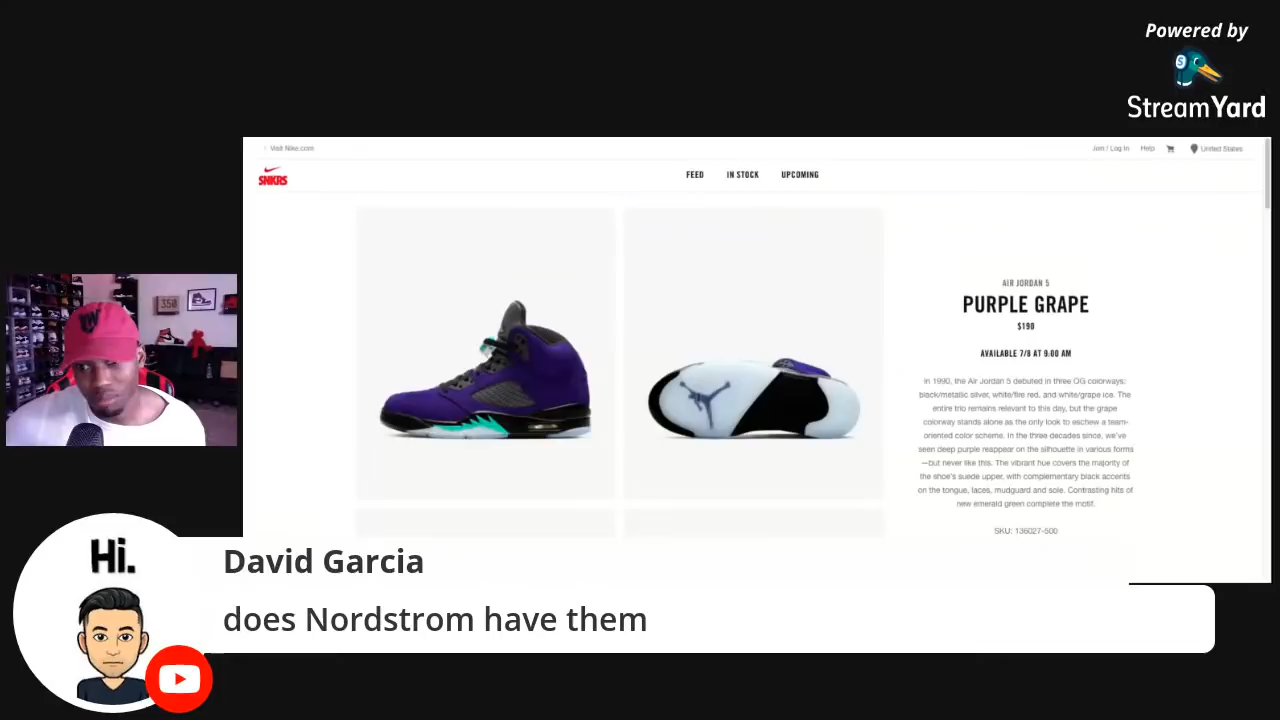 Powered by
StreamYard
Visit Nike.com
Join / Log In Help United States
SNKRS
FEED IN STOCK UPCOMING
350
AIR JORDAN 5
PURPLE GRAPE
$190
AVAILABLE 7/8 AT 9:00 AM
In 1990, the Air Jordan 5 debuted in three OG colorways:
black/metallic silver, white/fire red, and white/grape ice. The
entire trio remains relevant to this day, but the grape
colorway stands alone as the only look to eschew a team-
oriented color scheme. In the three decades since, we've
seen deep purple reappear on the silhouette in various forms
—but never like this. The vibrant hue covers the majority of
the shoe's suede upper, with complementary black accents
on the tongue, laces, mudguard and sole. Contrasting hits of
new emerald green complete the motif.
SKU: 136027-500
Hi.
David Garcia
does Nordstrom have them